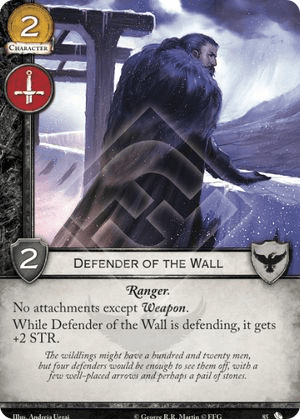 2
CHARACTER
2
DEFENDER OF THE WALL
Ranger.
No attachments except Weapon.
While Defender of the Wall is defending, it gets
+2 STR.
The wildlings might have a hundred and twenty men,
but four defenders would be enough to see them off, with a
few well-placed arrows and perhaps a pail of stones.
Illus. Andreia Ugrai
© George R.R. Martin © FFG
85